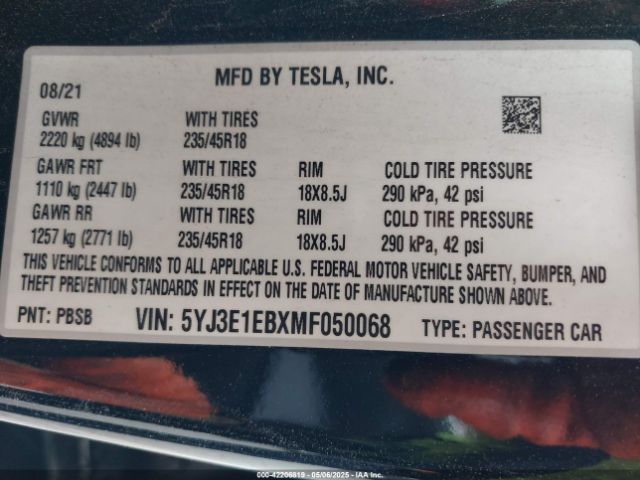 MFD BY TESLA, INC.
08/21
GVWR WITH TIRES
2220 kg (4894 lb) 235/45R18
GAWR FRT WITH TIRES RIM COLD TIRE PRESSURE
1110 kg (2447 lb) 235/45R18 18X8.5J 290 kPa, 42 psi
GAWR RR WITH TIRES RIM COLD TIRE PRESSURE
1257 kg (2771 lb) 235/45R18 18X8.5J 290 kPa, 42 psi
THIS VEHICLE CONFORMS TO ALL APPLICABLE U.S. FEDERAL MOTOR VEHICLE SAFETY, BUMPER, AND
THEFT PREVENTION STANDARDS IN EFFECT ON THE DATE OF MANUFACTURE SHOWN ABOVE.
PNT: PBSB VIN: 5YJ3E1EBXMF050068 TYPE: PASSENGER CAR
000-42206819 - 05/06/2025 - IAA Inc.